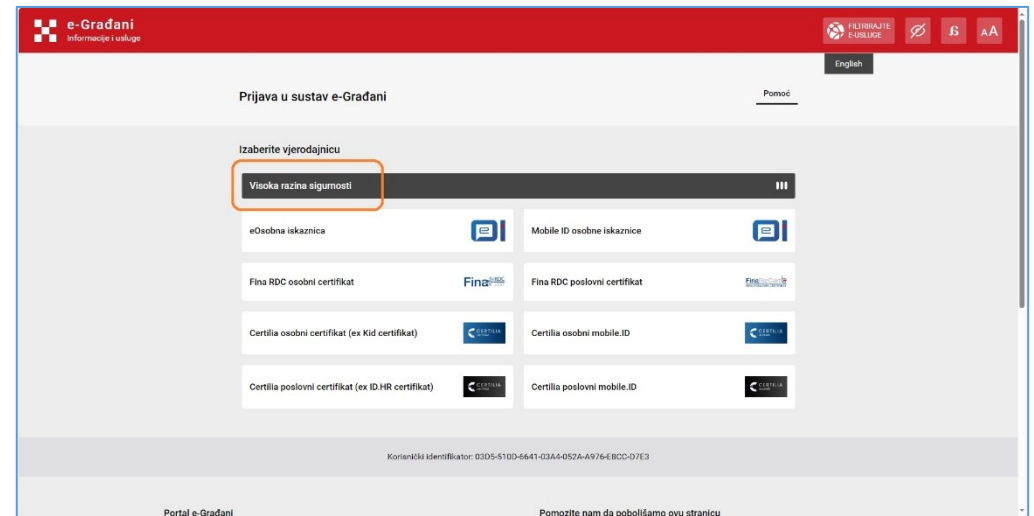 e-Građani
Informacije i usluge
FILTRIRAJTE
E-USLUGE
AA
English
Prijava u sustav e-Građani
Pomoć
Izaberite vjerodajnicu
Visoka razina sigurnosti
eOsobna iskaznica
Mobile ID osobne iskaznice
Fina RDC osobni certifikat
Fina RDC
Fina RDC poslovni certifikat
Certilia osobni certifikat (ex Kid certifikat)
CERTILIA
Certilia osobni mobile.ID
CERTILIA
Certilia poslovni certifikat (ex ID.HR certifikat)
CERTILIA
Certilia poslovni mobile.ID
CERTILIA
Korisnički identifikator: 03D5-510D-6641-03A4-052A-A976-E8CC-D7E3
Portal e-Građani
Pomozite nam da poboljšamo ovu stranicu